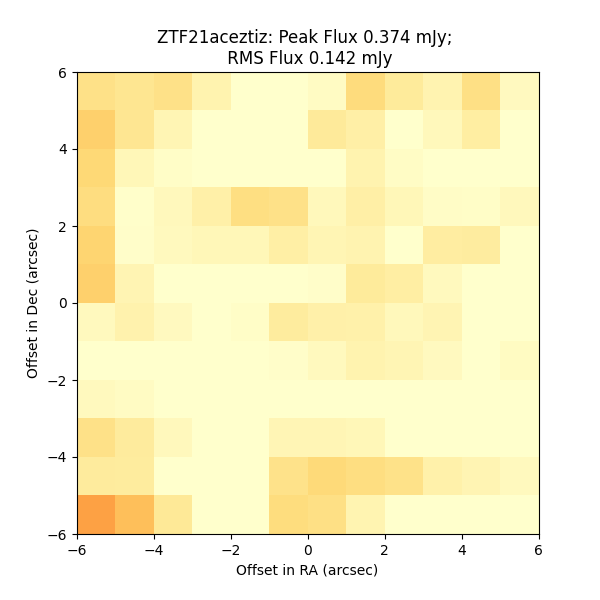 ZTF21aceztiz: Peak Flux 0.374 mJy;
RMS Flux 0.142 mJy
6
4
2
0
−2
−4
−6
Offset in Dec (arcsec)
−6 −4 −2 0 2 4 6
Offset in RA (arcsec)